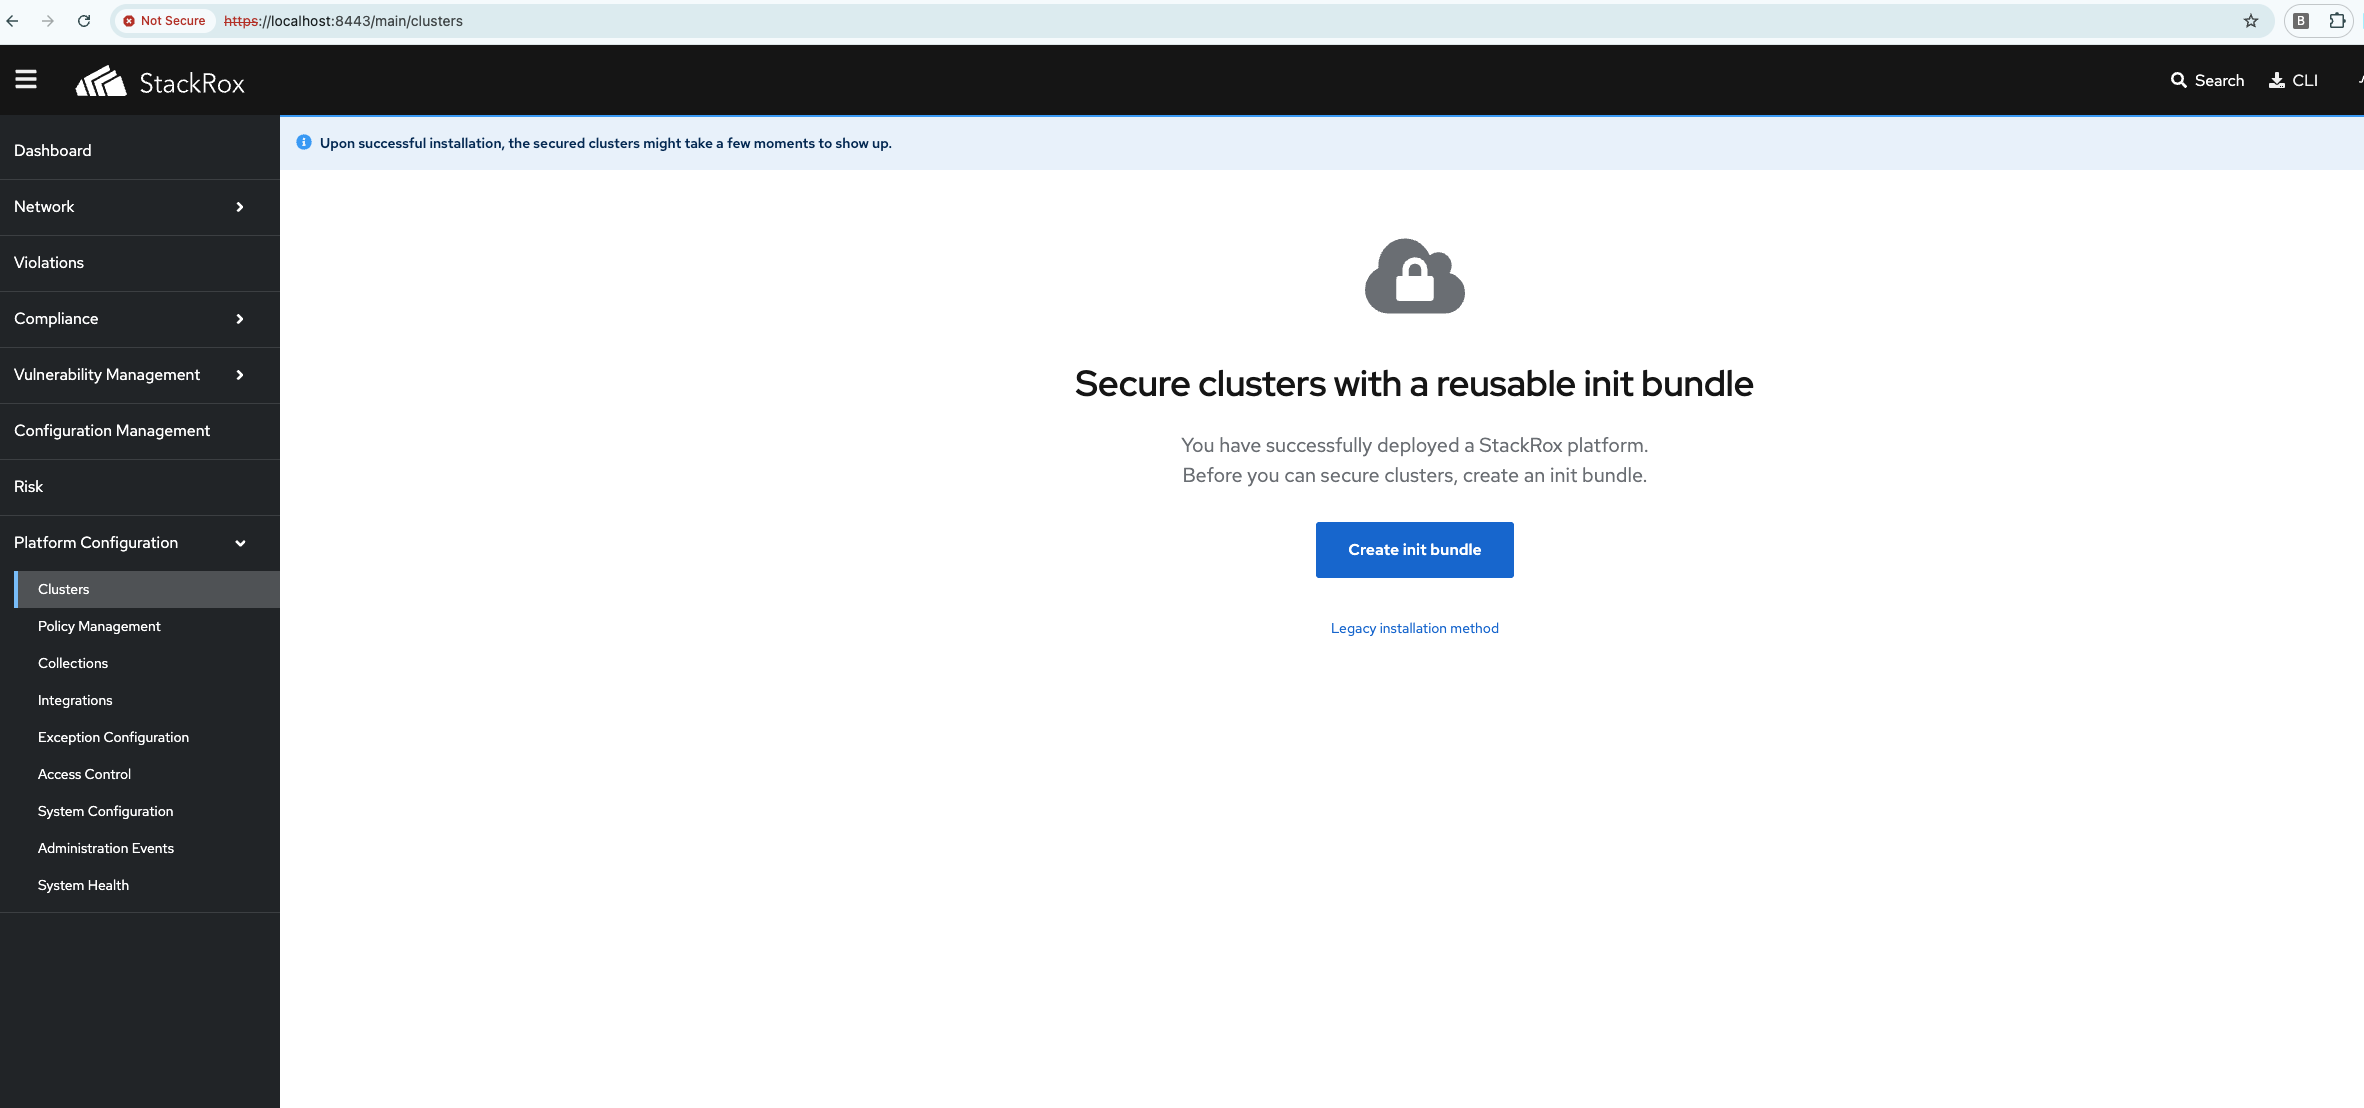 Not Secure https://localhost:8443/main/clusters
B
StackRox
Search
CLI
Dashboard
Network
Violations
Compliance
Vulnerability Management
Configuration Management
Risk
Platform Configuration
Clusters
Policy Management
Collections
Integrations
Exception Configuration
Access Control
System Configuration
Administration Events
System Health
Upon successful installation, the secured clusters might take a few moments to show up.
Secure clusters with a reusable init bundle
You have successfully deployed a StackRox platform.
Before you can secure clusters, create an init bundle.
Create init bundle
Legacy installation method